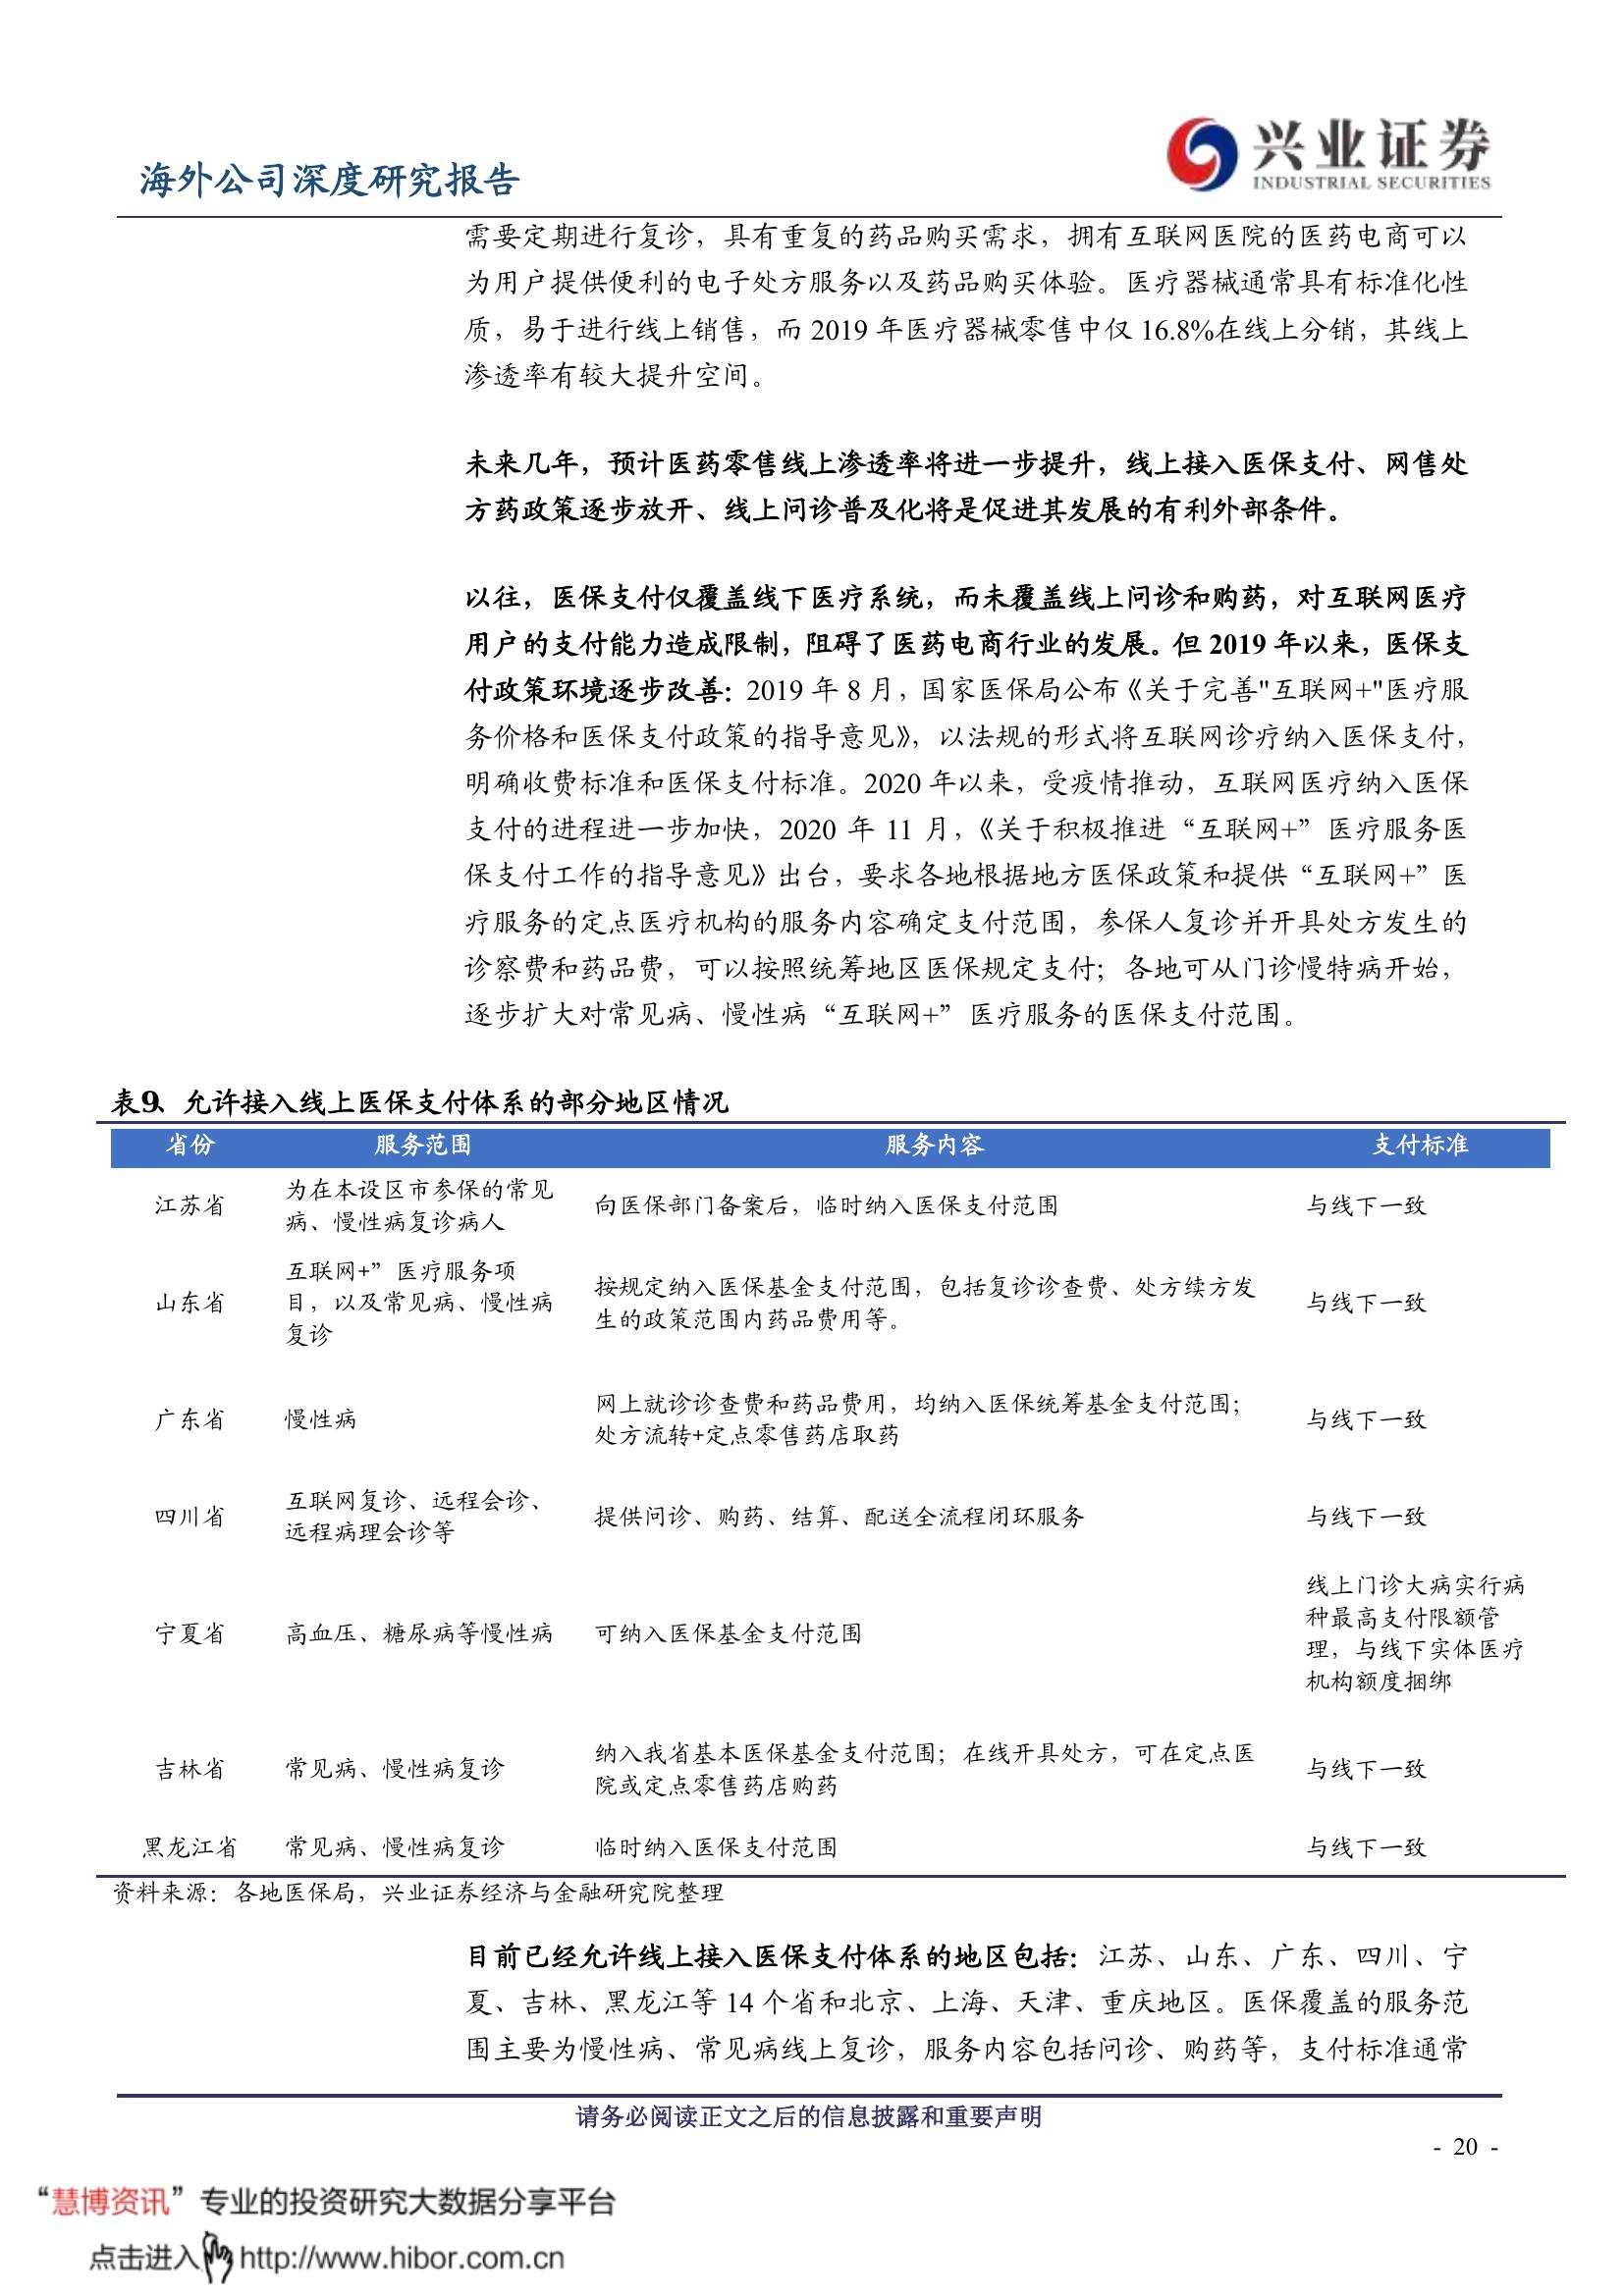 海外公司深度研究报告
兴业证券
INDUSTRIAL SECURITIES
需要定期进行复诊，具有重复的药品购买需求，拥有互联网医院的医药电商可以
为用户提供便利的电子处方服务以及药品购买体验。医疗器械通常具有标准化性
质，易于进行线上销售，而 2019 年医疗器械零售中仅 16.8%在线上分销，其线上
渗透率有较大提升空间。
未来几年，预计医药零售线上渗透率将进一步提升，线上接入医保支付、网售处
方药政策逐步放开、线上问诊普及化将是促进其发展的有利外部条件。
以往，医保支付仅覆盖线下医疗系统，而未覆盖线上问诊和购药，对互联网医疗
用户的支付能力造成限制，阻碍了医药电商行业的发展。但 2019 年以来，医保支
付政策环境逐步改善：2019 年 8 月，国家医保局公布《关于完善"互联网+"医疗服
务价格和医保支付政策的指导意见》，以法规的形式将互联网诊疗纳入医保支付，
明确收费标准和医保支付标准。2020 年以来，受疫情推动，互联网医疗纳入医保
支付的进程进一步加快，2020 年 11 月，《关于积极推进“互联网+”医疗服务医
保支付工作的指导意见》出台，要求各地根据地方医保政策和提供“互联网+”医
疗服务的定点医疗机构的服务内容确定支付范围，参保人复诊并开具处方发生的
诊察费和药品费，可以按照统筹地区医保规定支付；各地可从门诊慢特病开始，
逐步扩大对常见病、慢性病“互联网+”医疗服务的医保支付范围。
表9、允许接入线上医保支付体系的部分地区情况
省份 服务范围 服务内容 支付标准
江苏省 为在本设区市参保的常见 向医保部门备案后，临时纳入医保支付范围 与线下一致
病、慢性病复诊病人
互联网+”医疗服务项
山东省 目，以及常见病、慢性病 按规定纳入医保基金支付范围，包括复诊诊查费、处方续方发 与线下一致
复诊 生的政策范围内药品费用等。
广东省 慢性病 网上就诊诊查费和药品费用，均纳入医保统筹基金支付范围； 与线下一致
处方流转+定点零售药店取药
四川省 互联网复诊、远程会诊、 提供问诊、购药、结算、配送全流程闭环服务 与线下一致
远程病理会诊等
宁夏省 高血压、糖尿病等慢性病 可纳入医保基金支付范围 线上门诊大病实行病
种最高支付限额管
理，与线下实体医疗
机构额度捆绑
吉林省 常见病、慢性病复诊 纳入我省基本医保基金支付范围；在线开具处方，可在定点医 与线下一致
院或定点零售药店购药
黑龙江省 常见病、慢性病复诊 临时纳入医保支付范围 与线下一致
资料来源：各地医保局，兴业证券经济与金融研究院整理
目前已经允许线上接入医保支付体系的地区包括：江苏、山东、广东、四川、宁
夏、吉林、黑龙江等 14 个省和北京、上海、天津、重庆地区。医保覆盖的服务范
围主要为慢性病、常见病线上复诊，服务内容包括问诊、购药等，支付标准通常
请务必阅读正文之后的信息披露和重要声明
- 20 -
“慧博资讯”专业的投资研究大数据分享平台
点击进入 http://www.hibor.com.cn